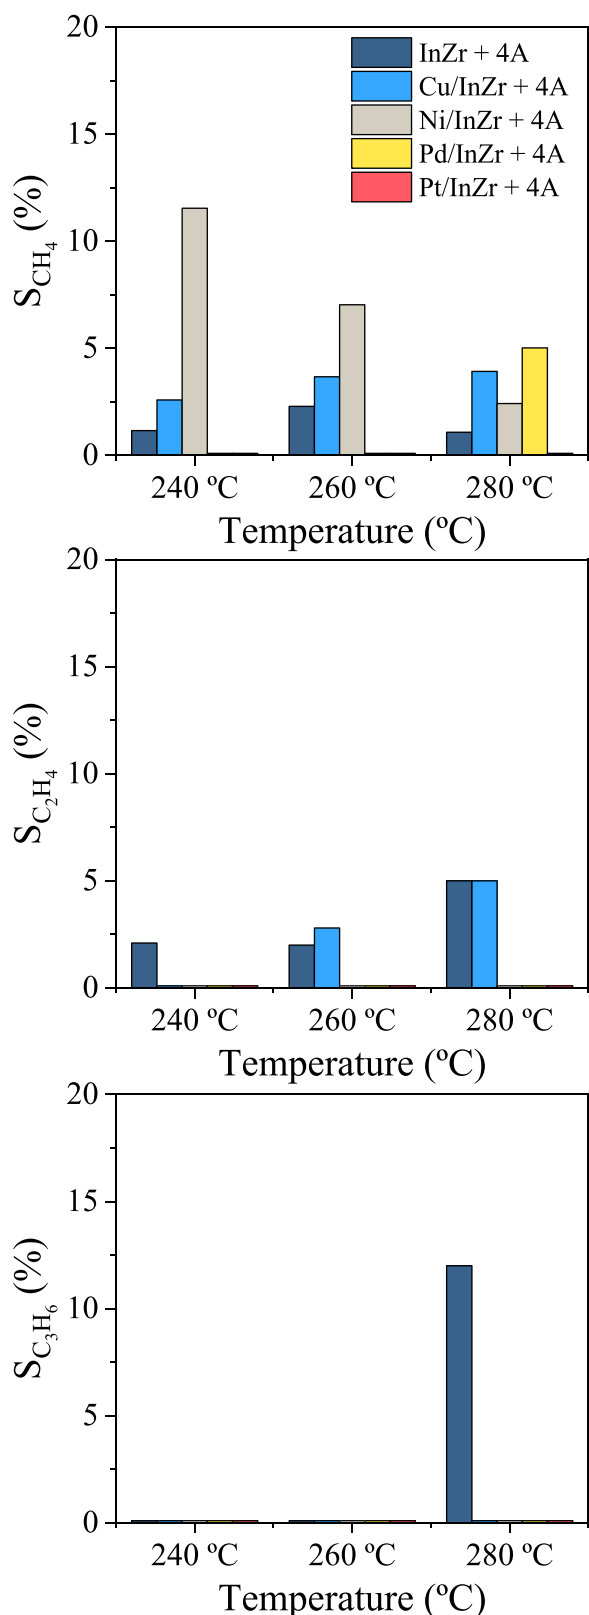 20
15
10
5
0
S_CH4 (%)
InZr + 4A
Cu/InZr + 4A
Ni/InZr + 4A
Pd/InZr + 4A
Pt/InZr + 4A
240 ºC 260 ºC 280 ºC
Temperature (ºC)
20
15
10
5
0
S_C2H4 (%)
240 ºC 260 ºC 280 ºC
Temperature (ºC)
20
15
10
5
0
S_C3H6 (%)
240 ºC 260 ºC 280 ºC
Temperature (ºC)